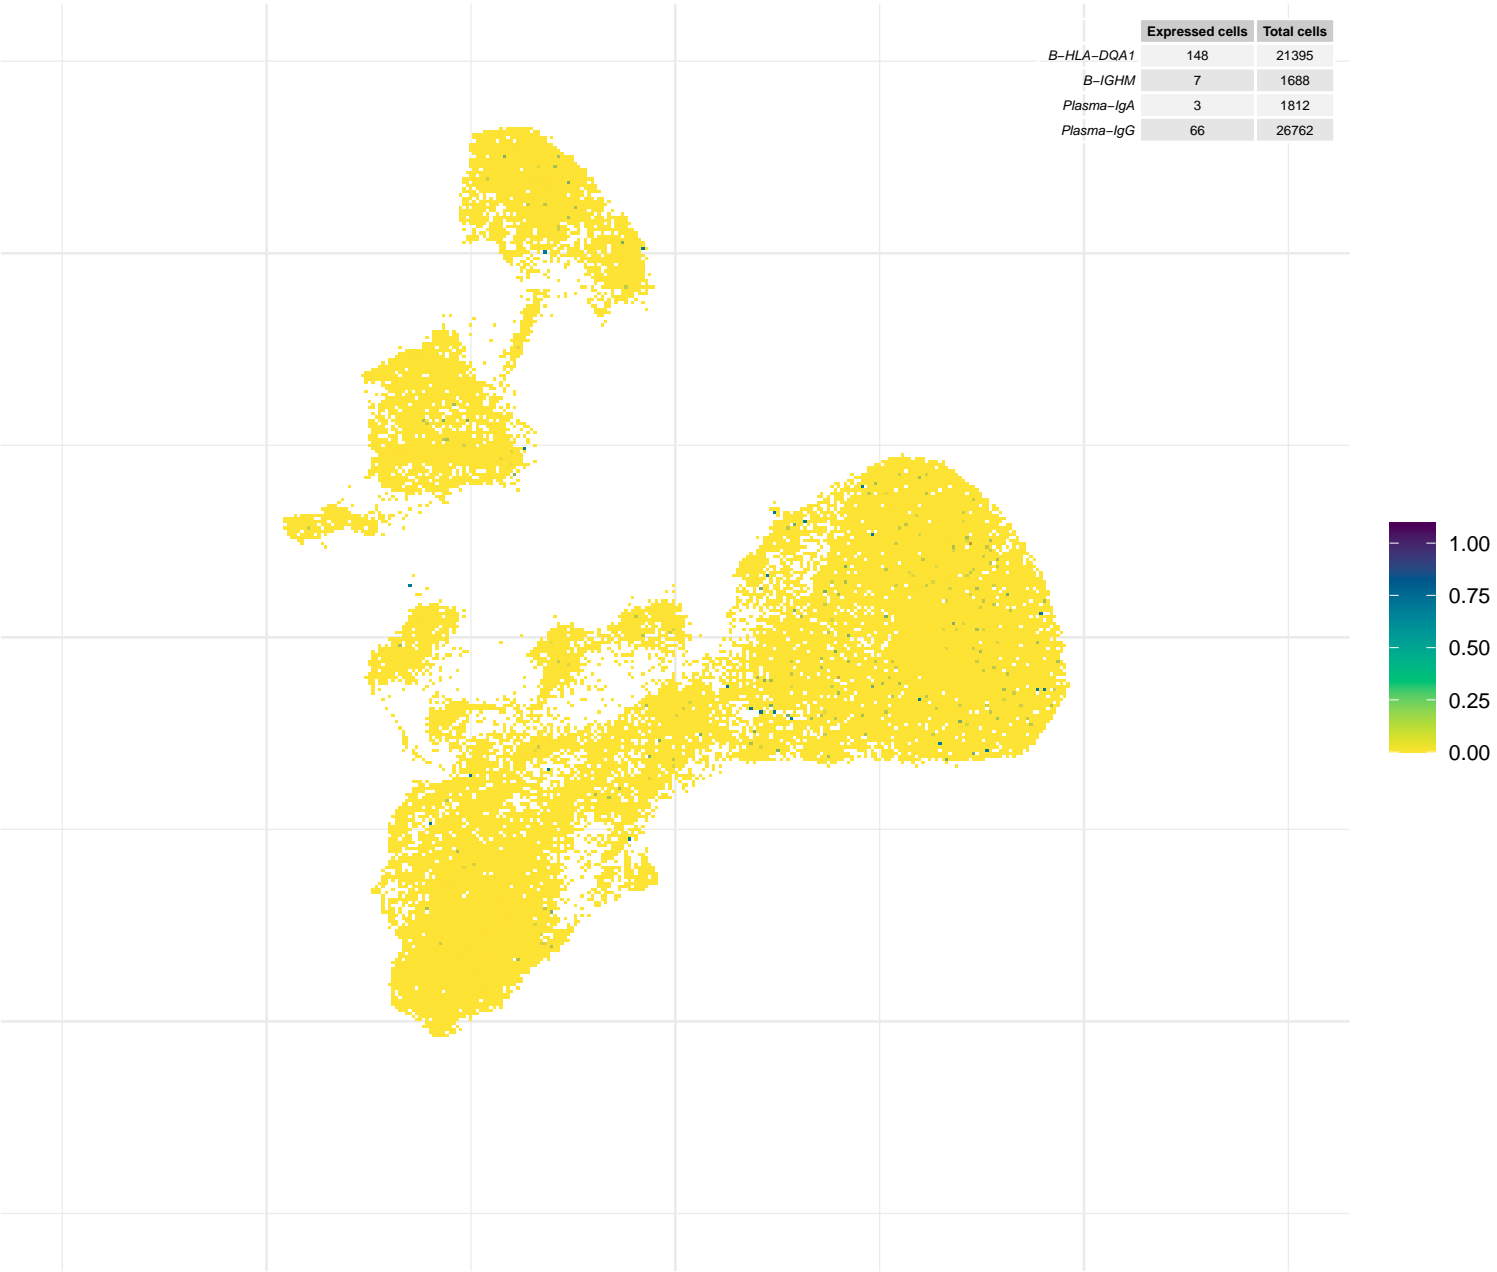 Expressed cells Total cells
B−HLA−DQA1 148 21395
B−IGHM 7 1688
Plasma−IgA 3 1812
Plasma−IgG 66 26762
1.00
0.75
0.50
0.25
0.00